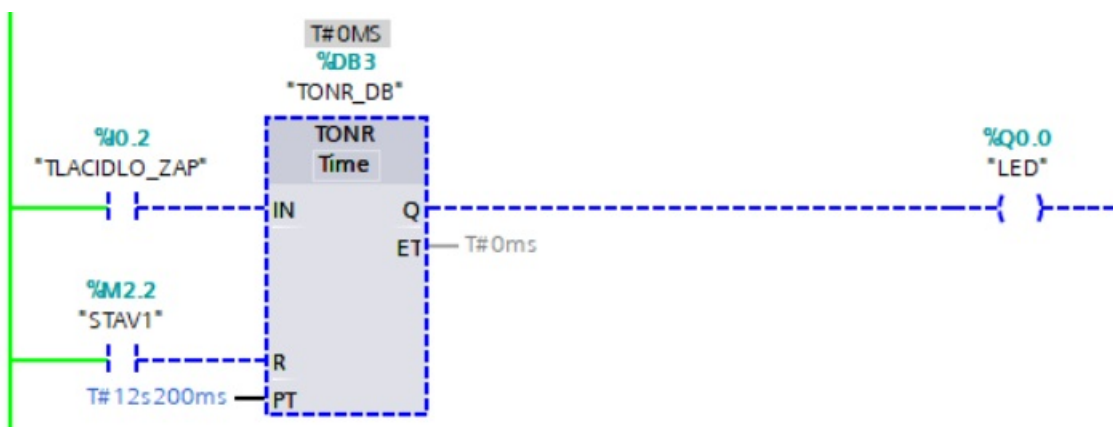 T#0MS
%DB3
"TONR_DB"
TONR
Time
%I0.2
"TLACIDLO_ZAP"
IN
Q
%Q0.0
"LED"
ET
T#0ms
%M2.2
"STAV1"
R
T#12s200ms
PT